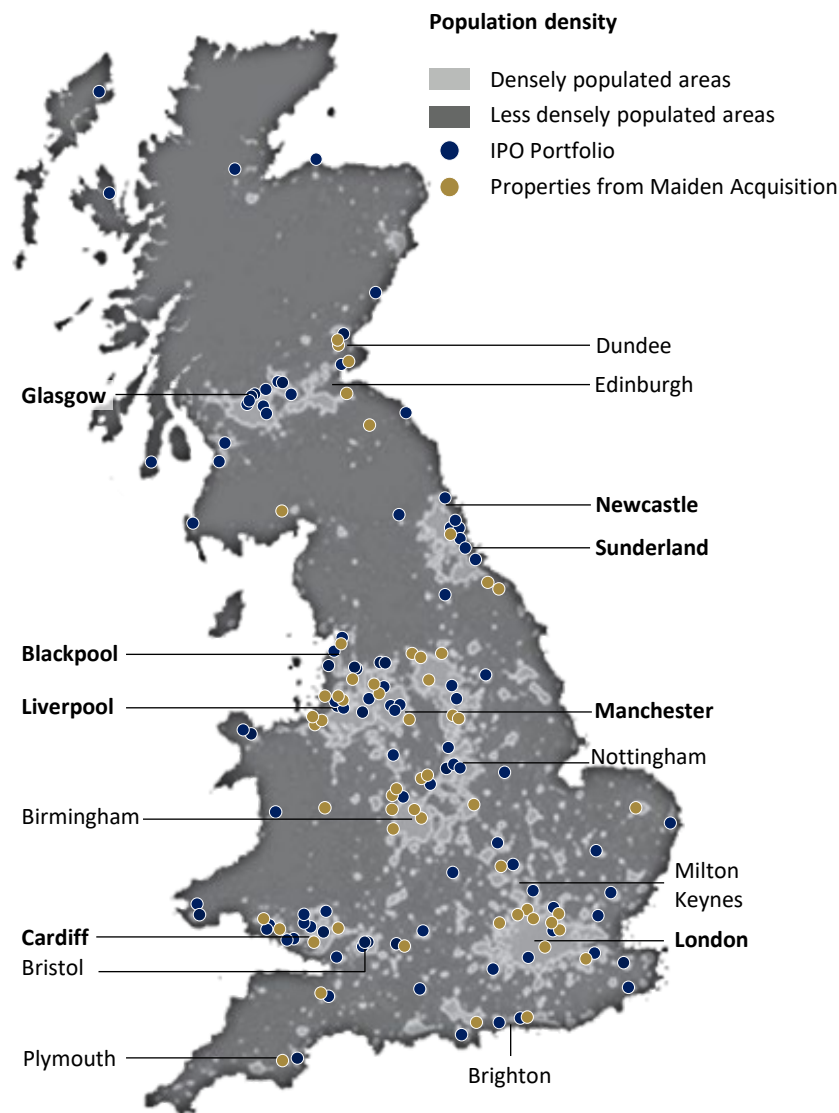 Population density
Densely populated areas
Less densely populated areas
IPO Portfolio
Properties from Maiden Acquisition
Dundee
Edinburgh
Glasgow
Newcastle
Sunderland
Blackpool
Liverpool
Manchester
Nottingham
Birmingham
Milton
Keynes
Cardiff
London
Bristol
Plymouth
Brighton